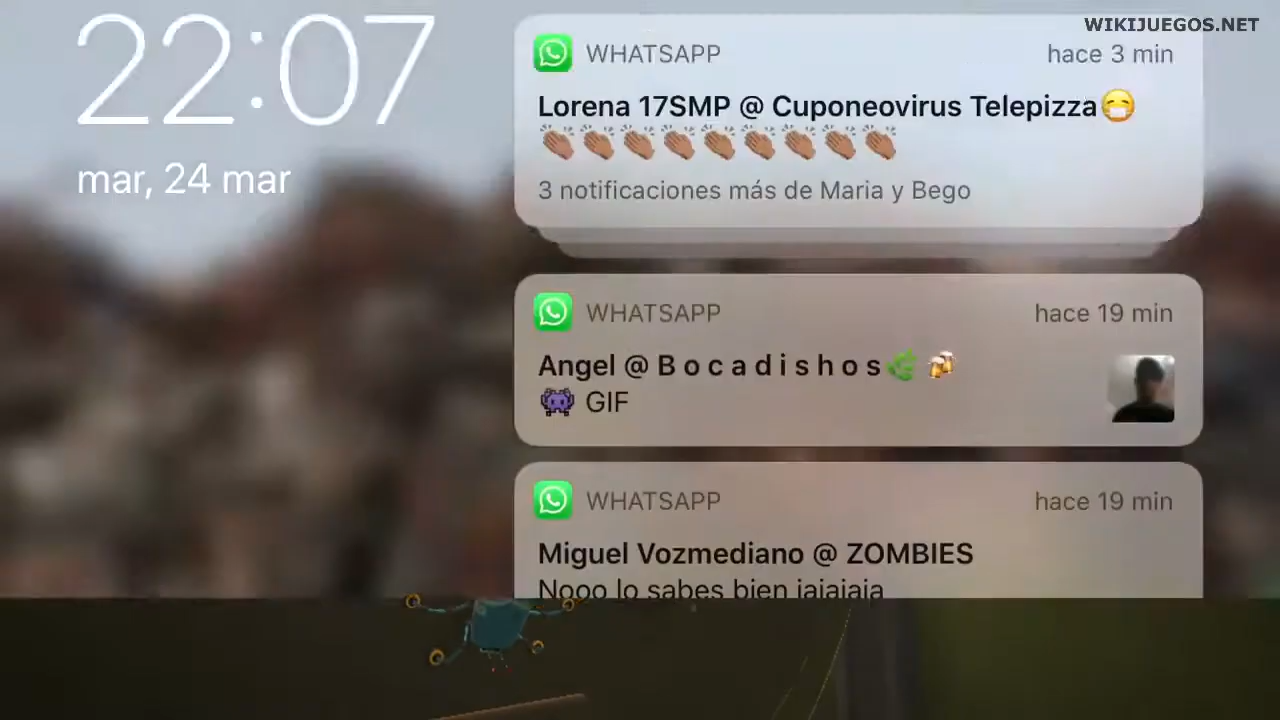 WIKIJUEGOS.NET
22:07
mar, 24 mar
WHATSAPP
hace 3 min
Lorena 17SMP @ Cuponeovirus Telepizza😷
👏🏽👏🏽👏🏽👏🏽👏🏽👏🏽👏🏽👏🏽👏🏽
3 notificaciones más de Maria y Bego
WHATSAPP
hace 19 min
Angel @ B o c a d i s h o s🌿 🍻
👾 GIF
WHATSAPP
hace 19 min
Miguel Vozmediano @ ZOMBIES
Nooo lo sabes bien jajajaja